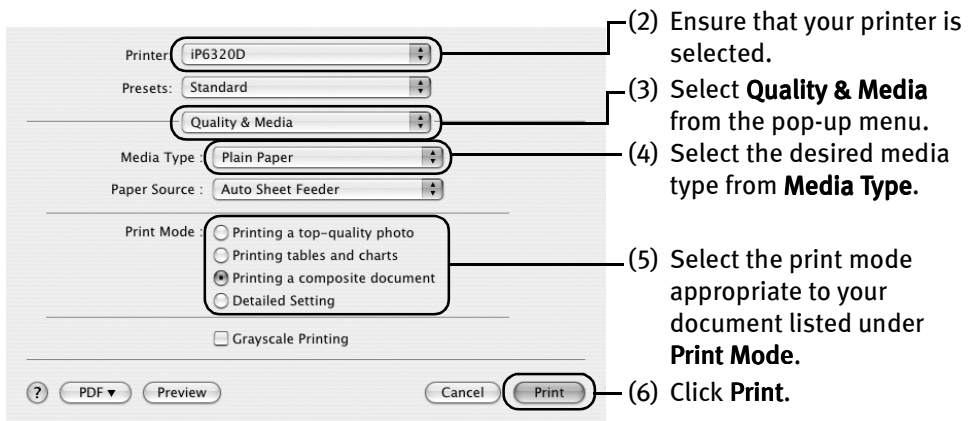 Printer: iP6320D
Presets: Standard
Quality & Media
Media Type : Plain Paper
Paper Source : Auto Sheet Feeder
Print Mode : Printing a top-quality photo
Printing tables and charts
Printing a composite document
Detailed Setting
Grayscale Printing
? PDF▼ Preview Cancel Print
(2) Ensure that your printer is
selected.
(3) Select Quality & Media
from the pop-up menu.
(4) Select the desired media
type from Media Type.
(5) Select the print mode
appropriate to your
document listed under
Print Mode.
(6) Click Print.